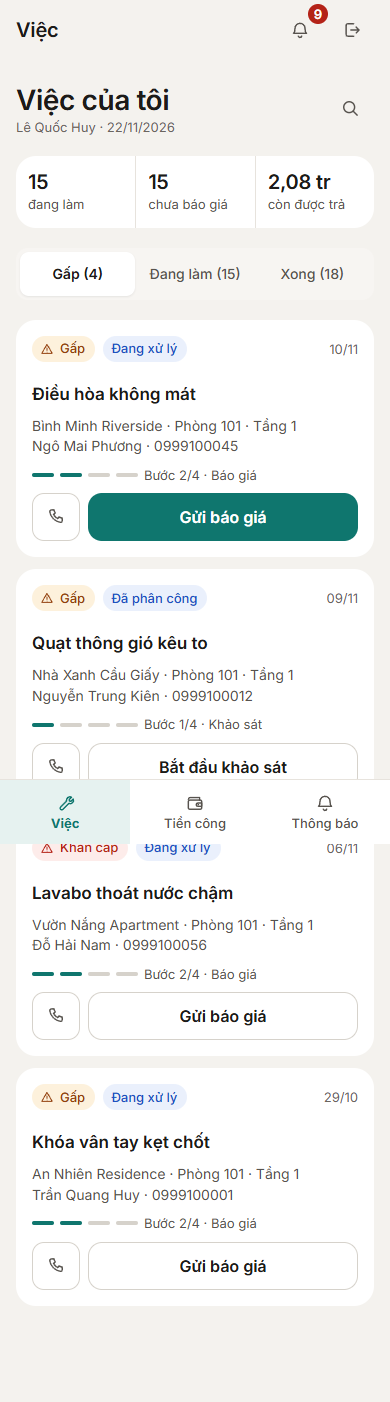 Việc
9
Việc của tôi
Lê Quốc Huy · 22/11/2026
15
đang làm
15
chưa báo giá
2,08 tr
còn được trả
Gấp (4)
Đang làm (15)
Xong (18)
Gấp
Đang xử lý
10/11
Điều hòa không mát
Bình Minh Riverside · Phòng 101 · Tầng 1
Ngô Mai Phương · 0999100045
Bước 2/4 · Báo giá
Gửi báo giá
Gấp
Đã phân công
09/11
Quạt thông gió kêu to
Nhà Xanh Cầu Giấy · Phòng 101 · Tầng 1
Nguyễn Trung Kiên · 0999100012
Bước 1/4 · Khảo sát
Bắt đầu khảo sát
Việc
Tiền công
Thông báo
Khẩn cấp
Đang xử lý
06/11
Lavabo thoát nước chậm
Vườn Nắng Apartment · Phòng 101 · Tầng 1
Đỗ Hải Nam · 0999100056
Bước 2/4 · Báo giá
Gửi báo giá
Gấp
Đang xử lý
29/10
Khóa vân tay kẹt chốt
An Nhiên Residence · Phòng 101 · Tầng 1
Trần Quang Huy · 0999100001
Bước 2/4 · Báo giá
Gửi báo giá